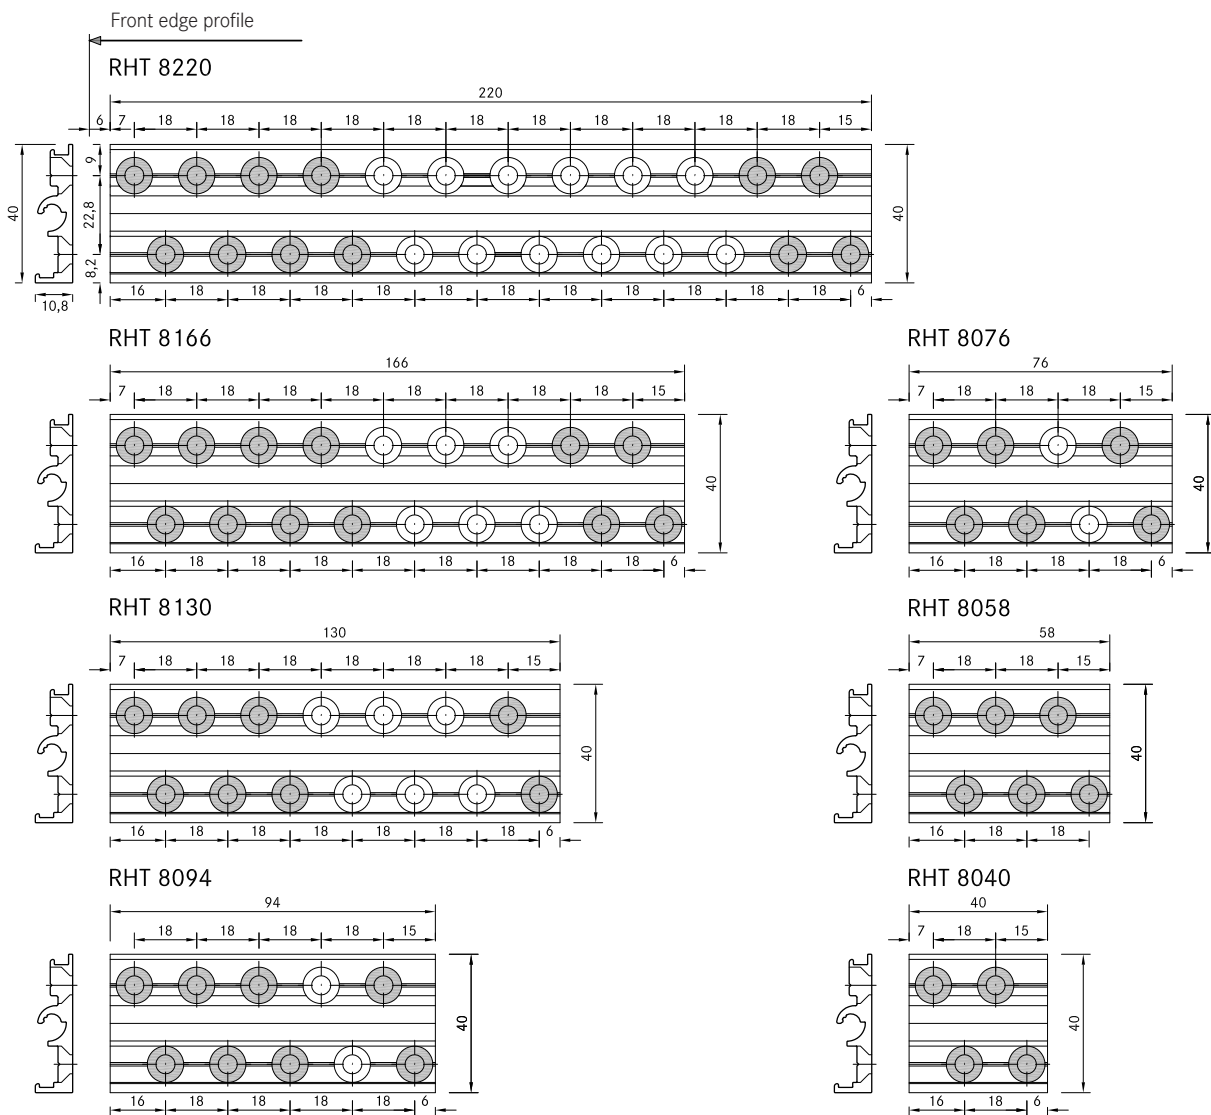 Front edge profile
RHT 8220
220
6 7 18 18 18 18 18 18 18 18 18 18 18 15
9
40
22,8
40
8,2
16 18 18 18 18 18 18 18 18 18 18 18 6
10,8
RHT 8166
166
7 18 18 18 18 18 18 18 18 15
40
16 18 18 18 18 18 18 18 18 6
RHT 8076
76
7 18 18 18 15
40
16 18 18 18 6
RHT 8130
130
7 18 18 18 18 18 18 15
40
16 18 18 18 18 18 18 6
RHT 8058
58
7 18 18 15
40
16 18 18
RHT 8094
94
18 18 18 18 15
40
16 18 18 18 18 6
RHT 8040
40
7 18 15
40
16 18 6